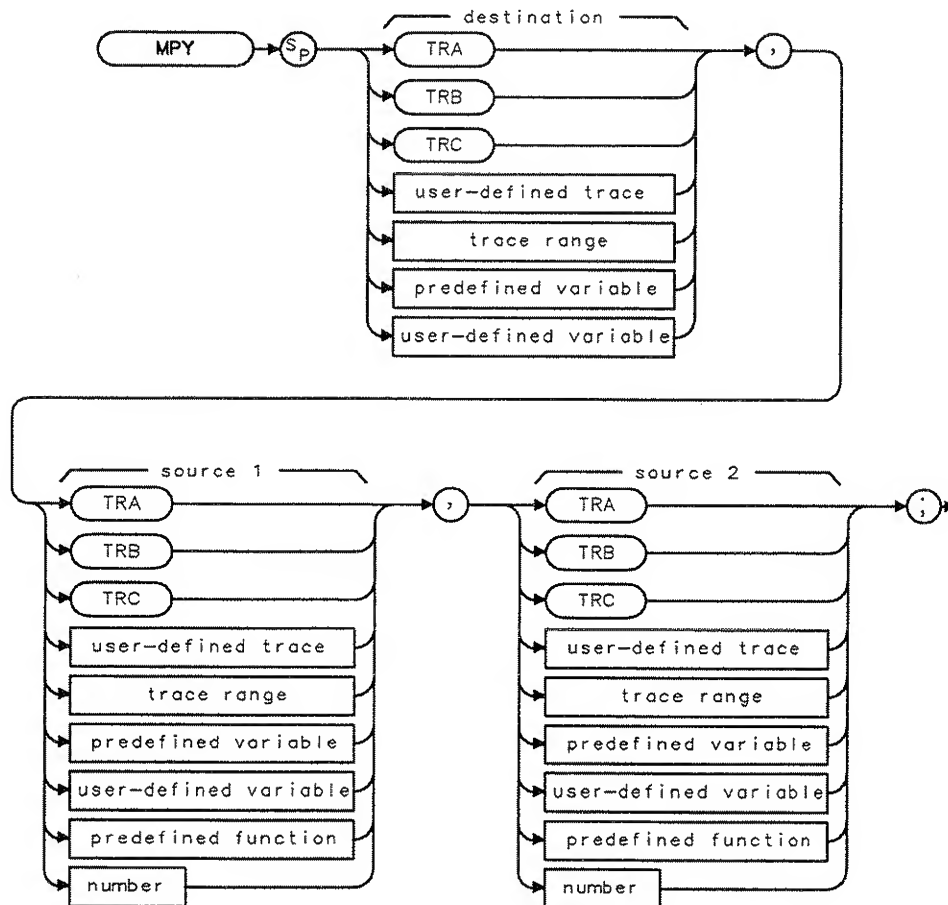 destination
MPY SP TRA ,
TRB
TRC
user-defined trace
trace range
predefined variable
user-defined variable
source 1
TRA ,
TRB
TRC
user-defined trace
trace range
predefined variable
user-defined variable
predefined function
number
source 2
TRA ;
TRB
TRC
user-defined trace
trace range
predefined variable
user-defined variable
predefined function
number